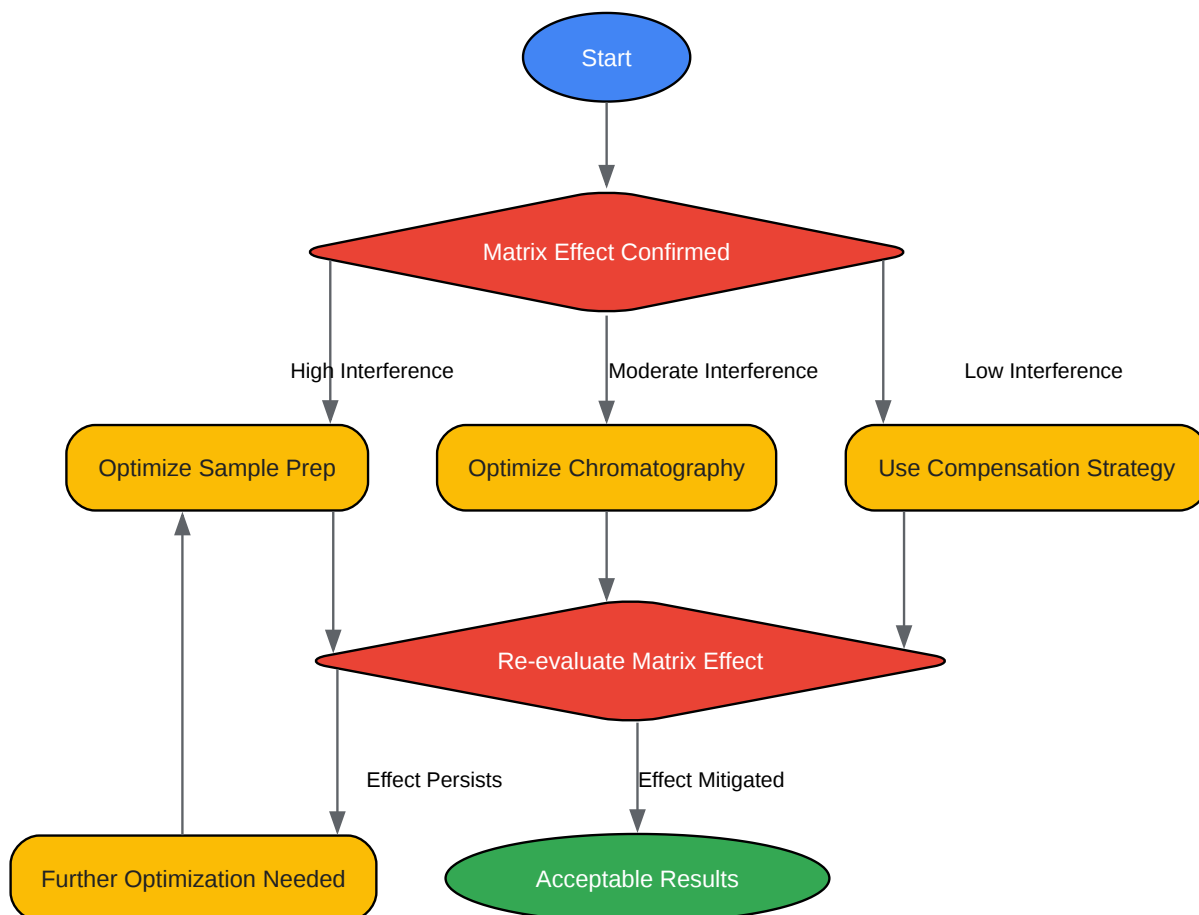 Start
Matrix Effect Confirmed
High Interference
Moderate Interference
Low Interference
Optimize Sample Prep
Optimize Chromatography
Use Compensation Strategy
Re-evaluate Matrix Effect
Effect Persists
Effect Mitigated
Further Optimization Needed
Acceptable Results